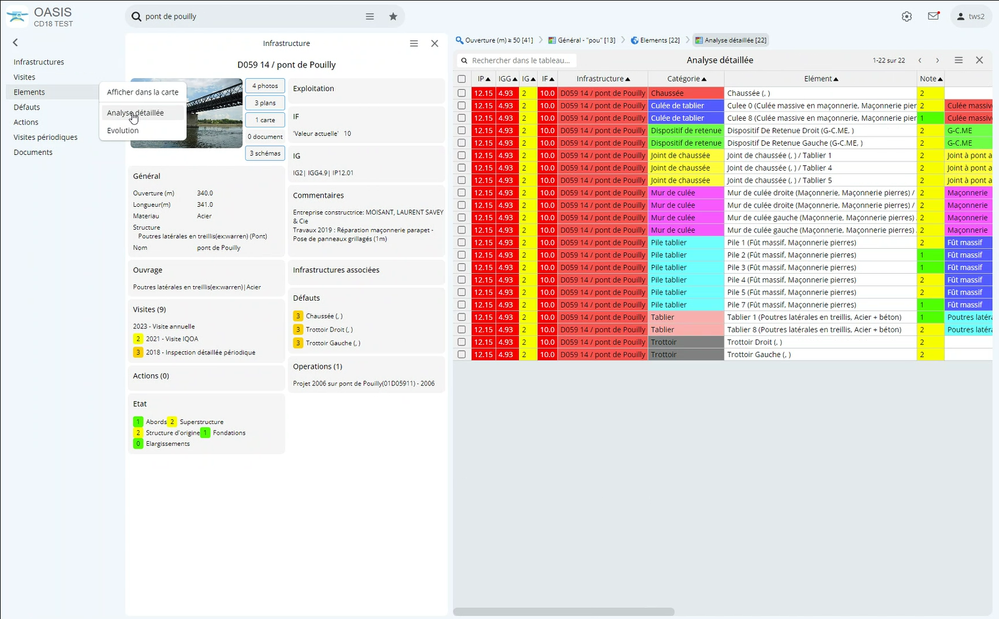 OASIS
CD18 TEST
pont de pouilly
tws2
Infrastructures
Visites
Elements
Défauts
Actions
Visites périodiques
Documents
Afficher dans la carte
Analyse détaillée
Evolution
Infrastructure
D059 14 / pont de Pouilly
4 photos
3 plans
1 carte
0 document
3 schémas
Général
Ouverture (m) 340.0
Longueur(m) 341.0
Materiau Acier
Structure
Poutres latérales en treillis(ex:warren) (Pont)
Nom pont de Pouilly
Ouvrage
Poutres latérales en treillis(ex:warren)|Acier
Visites (9)
2023 - Visite annuelle
2 2021 - Visite IQOA
3 2018 - Inspection détaillée périodique
Actions (0)
Etat
1 Abords 2 Superstructure
2 Structure d'origine 1 Fondations
0 Elargissements
Exploitation
IF
'Valeur actuelle' 10
IG
IG2| IGG4.9| IP12.01
Commentaires
Entreprise constructrice: MOISANT, LAURENT SAVEY
& Cie
Travaux 2019 : Réparation maçonnerie parapet -
Pose de panneaux grillagés (1m)
Infrastructures associées
Défauts
3 Chaussée (, )
3 Trottoir Droit (, )
3 Trottoir Gauche (, )
Operations (1)
Projet 2006 sur pont de Pouilly(01D05911) - 2006
Ouverture (m) ≥ 50 [41] Général - "pou" [13] Elements [22] Analyse détaillée [22]
Rechercher dans le tableau... Analyse détaillée 1-22 sur 22
IP▲ IGG▲ IG▲ IF▲ Infrastructure▲ Catégorie▲ Elément▲ Note▲
12.15 4.93 2 10.0 D059 14 / pont de Pouilly Chaussée Chaussée (, ) 2
12.15 4.93 2 10.0 D059 14 / pont de Pouilly Culée de tablier Culee 0 (Culée massive en maçonnerie, Maçonnerie pier 2 Culée massiv
12.15 4.93 2 10.0 D059 14 / pont de Pouilly Culée de tablier Culee 8 (Culée massive en maçonnerie, Maçonnerie pier 1 Culée massiv
12.15 4.93 2 10.0 D059 14 / pont de Pouilly Dispositif de retenue Dispositif De Retenue Droit (G-C.ME, ) 2 G-C.ME
12.15 4.93 2 10.0 D059 14 / pont de Pouilly Dispositif de retenue Dispositif De Retenue Gauche (G-C.ME, ) 2 G-C.ME
12.15 4.93 2 10.0 D059 14 / pont de Pouilly Joint de chaussée Joint de chaussée (, ) / Tablier 1 2 Joint à pont a
12.15 4.93 2 10.0 D059 14 / pont de Pouilly Joint de chaussée Joint de chaussée (, ) / Tablier 4 2 Joint à pont a
12.15 4.93 2 10.0 D059 14 / pont de Pouilly Joint de chaussée Joint de chaussée (, ) / Tablier 5 2 Joint à pont a
12.15 4.93 2 10.0 D059 14 / pont de Pouilly Mur de culée Mur de culée droite (Maçonnerie, Maçonnerie pierres) / 2 Maçonnerie
12.15 4.93 2 10.0 D059 14 / pont de Pouilly Mur de culée Mur de culée droite (Maçonnerie, Maçonnerie pierres) / 2 Maçonnerie
12.15 4.93 2 10.0 D059 14 / pont de Pouilly Mur de culée Mur de culée gauche (Maçonnerie, Maçonnerie pierres) 2 Maçonnerie
12.15 4.93 2 10.0 D059 14 / pont de Pouilly Mur de culée Mur de culée gauche (Maçonnerie, Maçonnerie pierres) 2 Maçonnerie
12.15 4.93 2 10.0 D059 14 / pont de Pouilly Pile tablier Pile 1 (Fût massif, Maçonnerie pierres) 2 Fût massif
12.15 4.93 2 10.0 D059 14 / pont de Pouilly Pile tablier Pile 2 (Fût massif, Maçonnerie pierres) 1 Fût massif
12.15 4.93 2 10.0 D059 14 / pont de Pouilly Pile tablier Pile 3 (Fût massif, Maçonnerie pierres) 1 Fût massif
12.15 4.93 2 10.0 D059 14 / pont de Pouilly Pile tablier Pile 4 (Fût massif, Maçonnerie pierres) 2 Fût massif
12.15 4.93 2 10.0 D059 14 / pont de Pouilly Pile tablier Pile 5 (Fût massif, Maçonnerie pierres) 2 Fût massif
12.15 4.93 2 10.0 D059 14 / pont de Pouilly Pile tablier Pile 7 (Fût massif, Maçonnerie pierres) 1 Fût massif
12.15 4.93 2 10.0 D059 14 / pont de Pouilly Tablier Tablier 1 (Poutres latérales en treillis, Acier + béton) 1 Poutres latéra
12.15 4.93 2 10.0 D059 14 / pont de Pouilly Tablier Tablier 8 (Poutres latérales en treillis, Acier + béton) 2 Poutres latéra
12.15 4.93 2 10.0 D059 14 / pont de Pouilly Trottoir Trottoir Droit (, ) 2
12.15 4.93 2 10.0 D059 14 / pont de Pouilly Trottoir Trottoir Gauche (, ) 2